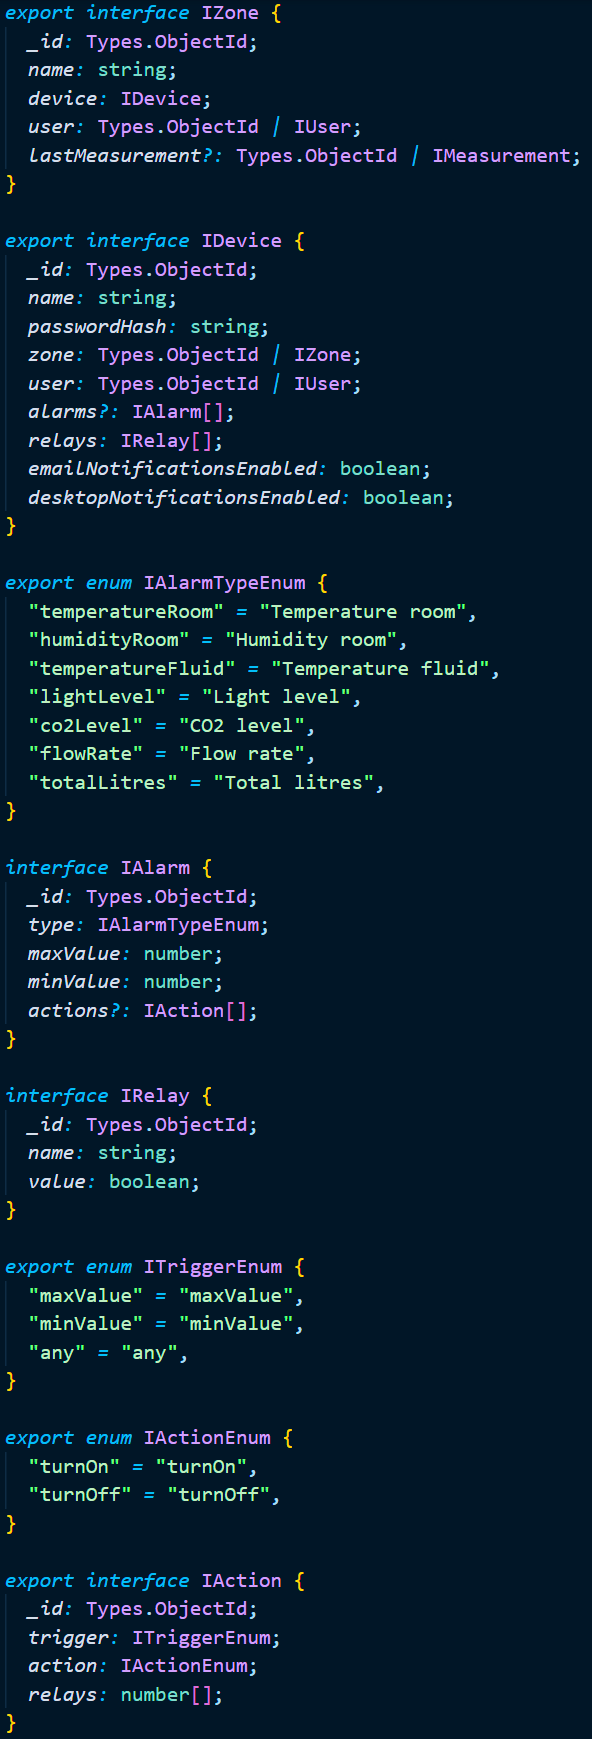 export interface IZone {
  _id: Types.ObjectId;
  name: string;
  device: IDevice;
  user: Types.ObjectId | IUser;
  lastMeasurement?: Types.ObjectId | IMeasurement;
}

export interface IDevice {
  _id: Types.ObjectId;
  name: string;
  passwordHash: string;
  zone: Types.ObjectId | IZone;
  user: Types.ObjectId | IUser;
  alarms?: IAlarm[];
  relays: IRelay[];
  emailNotificationsEnabled: boolean;
  desktopNotificationsEnabled: boolean;
}

export enum IAlarmTypeEnum {
  "temperatureRoom" = "Temperature room",
  "humidityRoom" = "Humidity room",
  "temperatureFluid" = "Temperature fluid",
  "lightLevel" = "Light level",
  "co2Level" = "CO2 level",
  "flowRate" = "Flow rate",
  "totalLitres" = "Total litres",
}

interface IAlarm {
  _id: Types.ObjectId;
  type: IAlarmTypeEnum;
  maxValue: number;
  minValue: number;
  actions?: IAction[];
}

interface IRelay {
  _id: Types.ObjectId;
  name: string;
  value: boolean;
}

export enum ITriggerEnum {
  "maxValue" = "maxValue",
  "minValue" = "minValue",
  "any" = "any",
}

export enum IActionEnum {
  "turnOn" = "turnOn",
  "turnOff" = "turnOff",
}

export interface IAction {
  _id: Types.ObjectId;
  trigger: ITriggerEnum;
  action: IActionEnum;
  relays: number[];
}